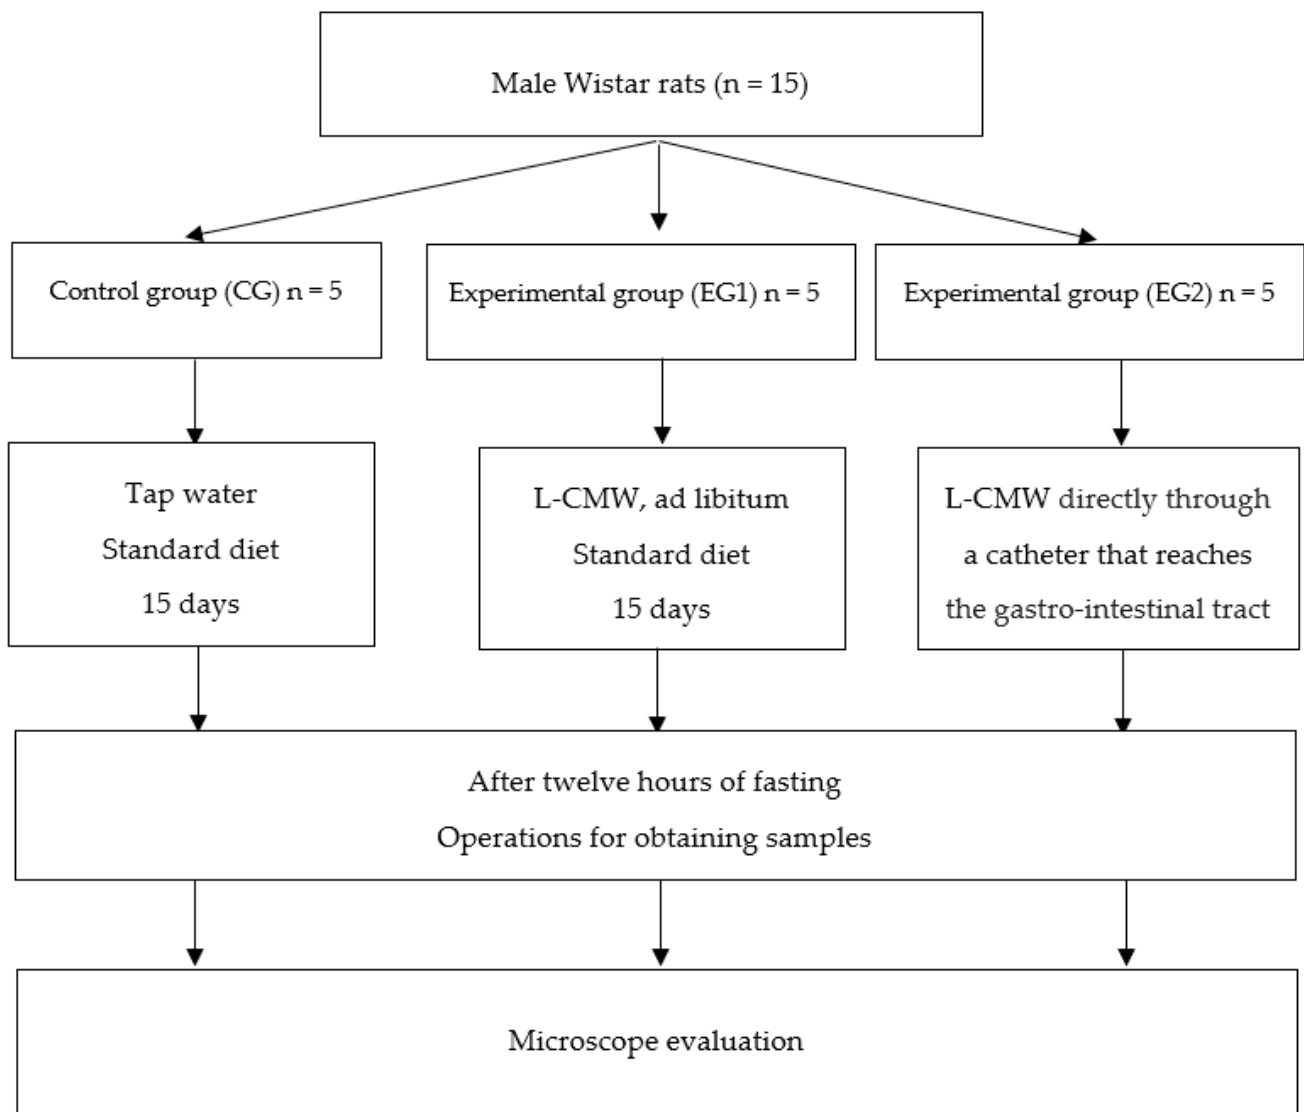 Male Wistar rats (n = 15)
Control group (CG) n = 5
Experimental group (EG1) n = 5
Experimental group (EG2) n = 5
Tap water
Standard diet
15 days
L-CMW, ad libitum
Standard diet
15 days
L-CMW directly through
a catheter that reaches
the gastro-intestinal tract
After twelve hours of fasting
Operations for obtaining samples
Microscope evaluation